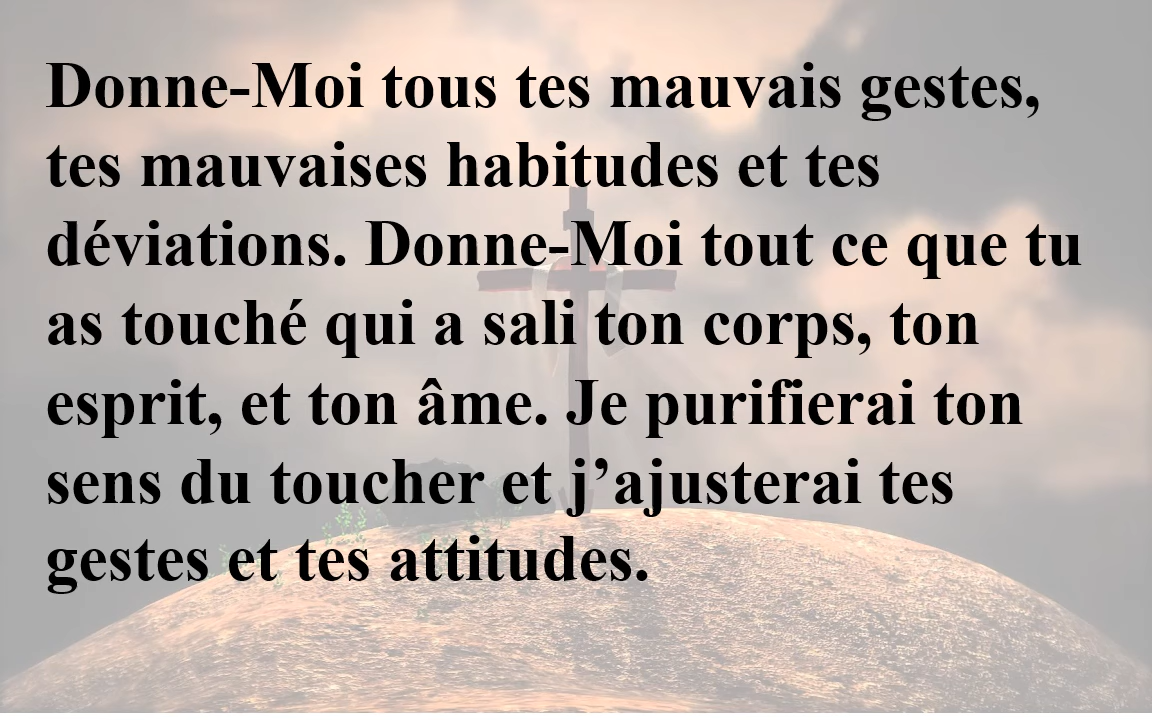 Donne-Moi tous tes mauvais gestes,
tes mauvaises habitudes et tes
déviations. Donne-Moi tout ce que tu
as touché qui a sali ton corps, ton
esprit, et ton âme. Je purifierai ton
sens du toucher et j’ajusterai tes
gestes et tes attitudes.